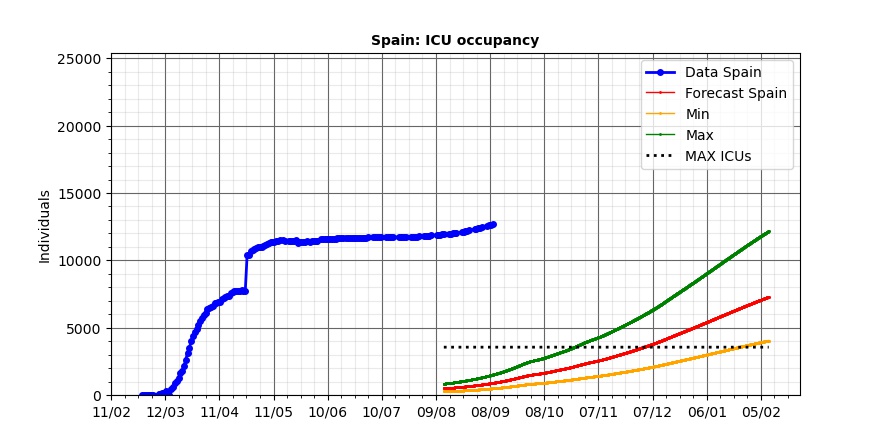 Spain: ICU occupancy
Individuals
25000
20000
15000
10000
5000
0
11/02 12/03 11/04 11/05 10/06 10/07 09/08 08/09 08/10 07/11 07/12 06/01 05/02
Data Spain
Forecast Spain
Min
Max
MAX ICUs